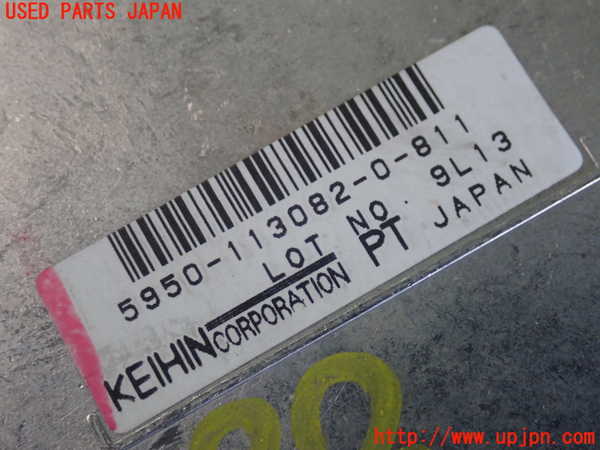 USED PARTS JAPAN
5950-113082-0-811
LOT NO. 9L13
KEIHIN CORPORATION PT JAPAN
http://www.upjpn.com/